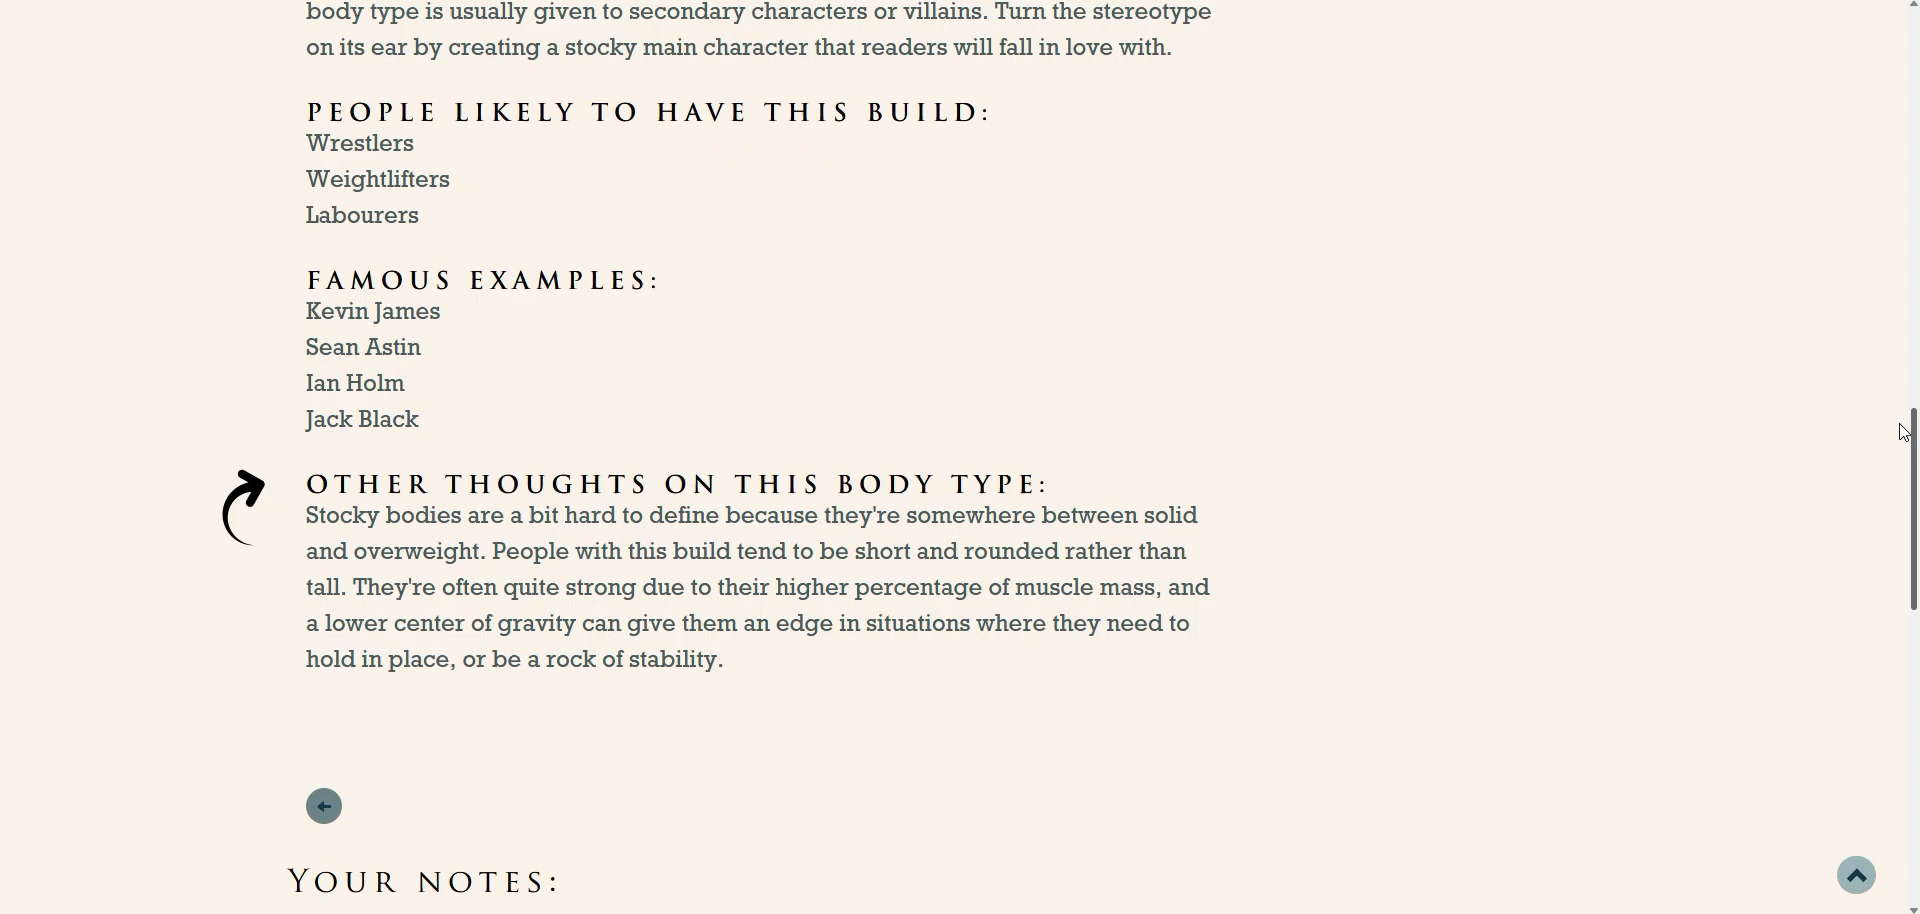 body type is usually given to secondary characters or villains. Turn the stereotype
on its ear by creating a stocky main character that readers will fall in love with.
PEOPLE LIKELY TO HAVE THIS BUILD:
Wrestlers
Weightlifters
Labourers
FAMOUS EXAMPLES:
Kevin James
Sean Astin
Ian Holm
Jack Black
OTHER THOUGHTS ON THIS BODY TYPE:
Stocky bodies are a bit hard to define because they're somewhere between solid
and overweight. People with this build tend to be short and rounded rather than
tall. They're often quite strong due to their higher percentage of muscle mass, and
a lower center of gravity can give them an edge in situations where they need to
hold in place, or be a rock of stability.
YOUR NOTES: